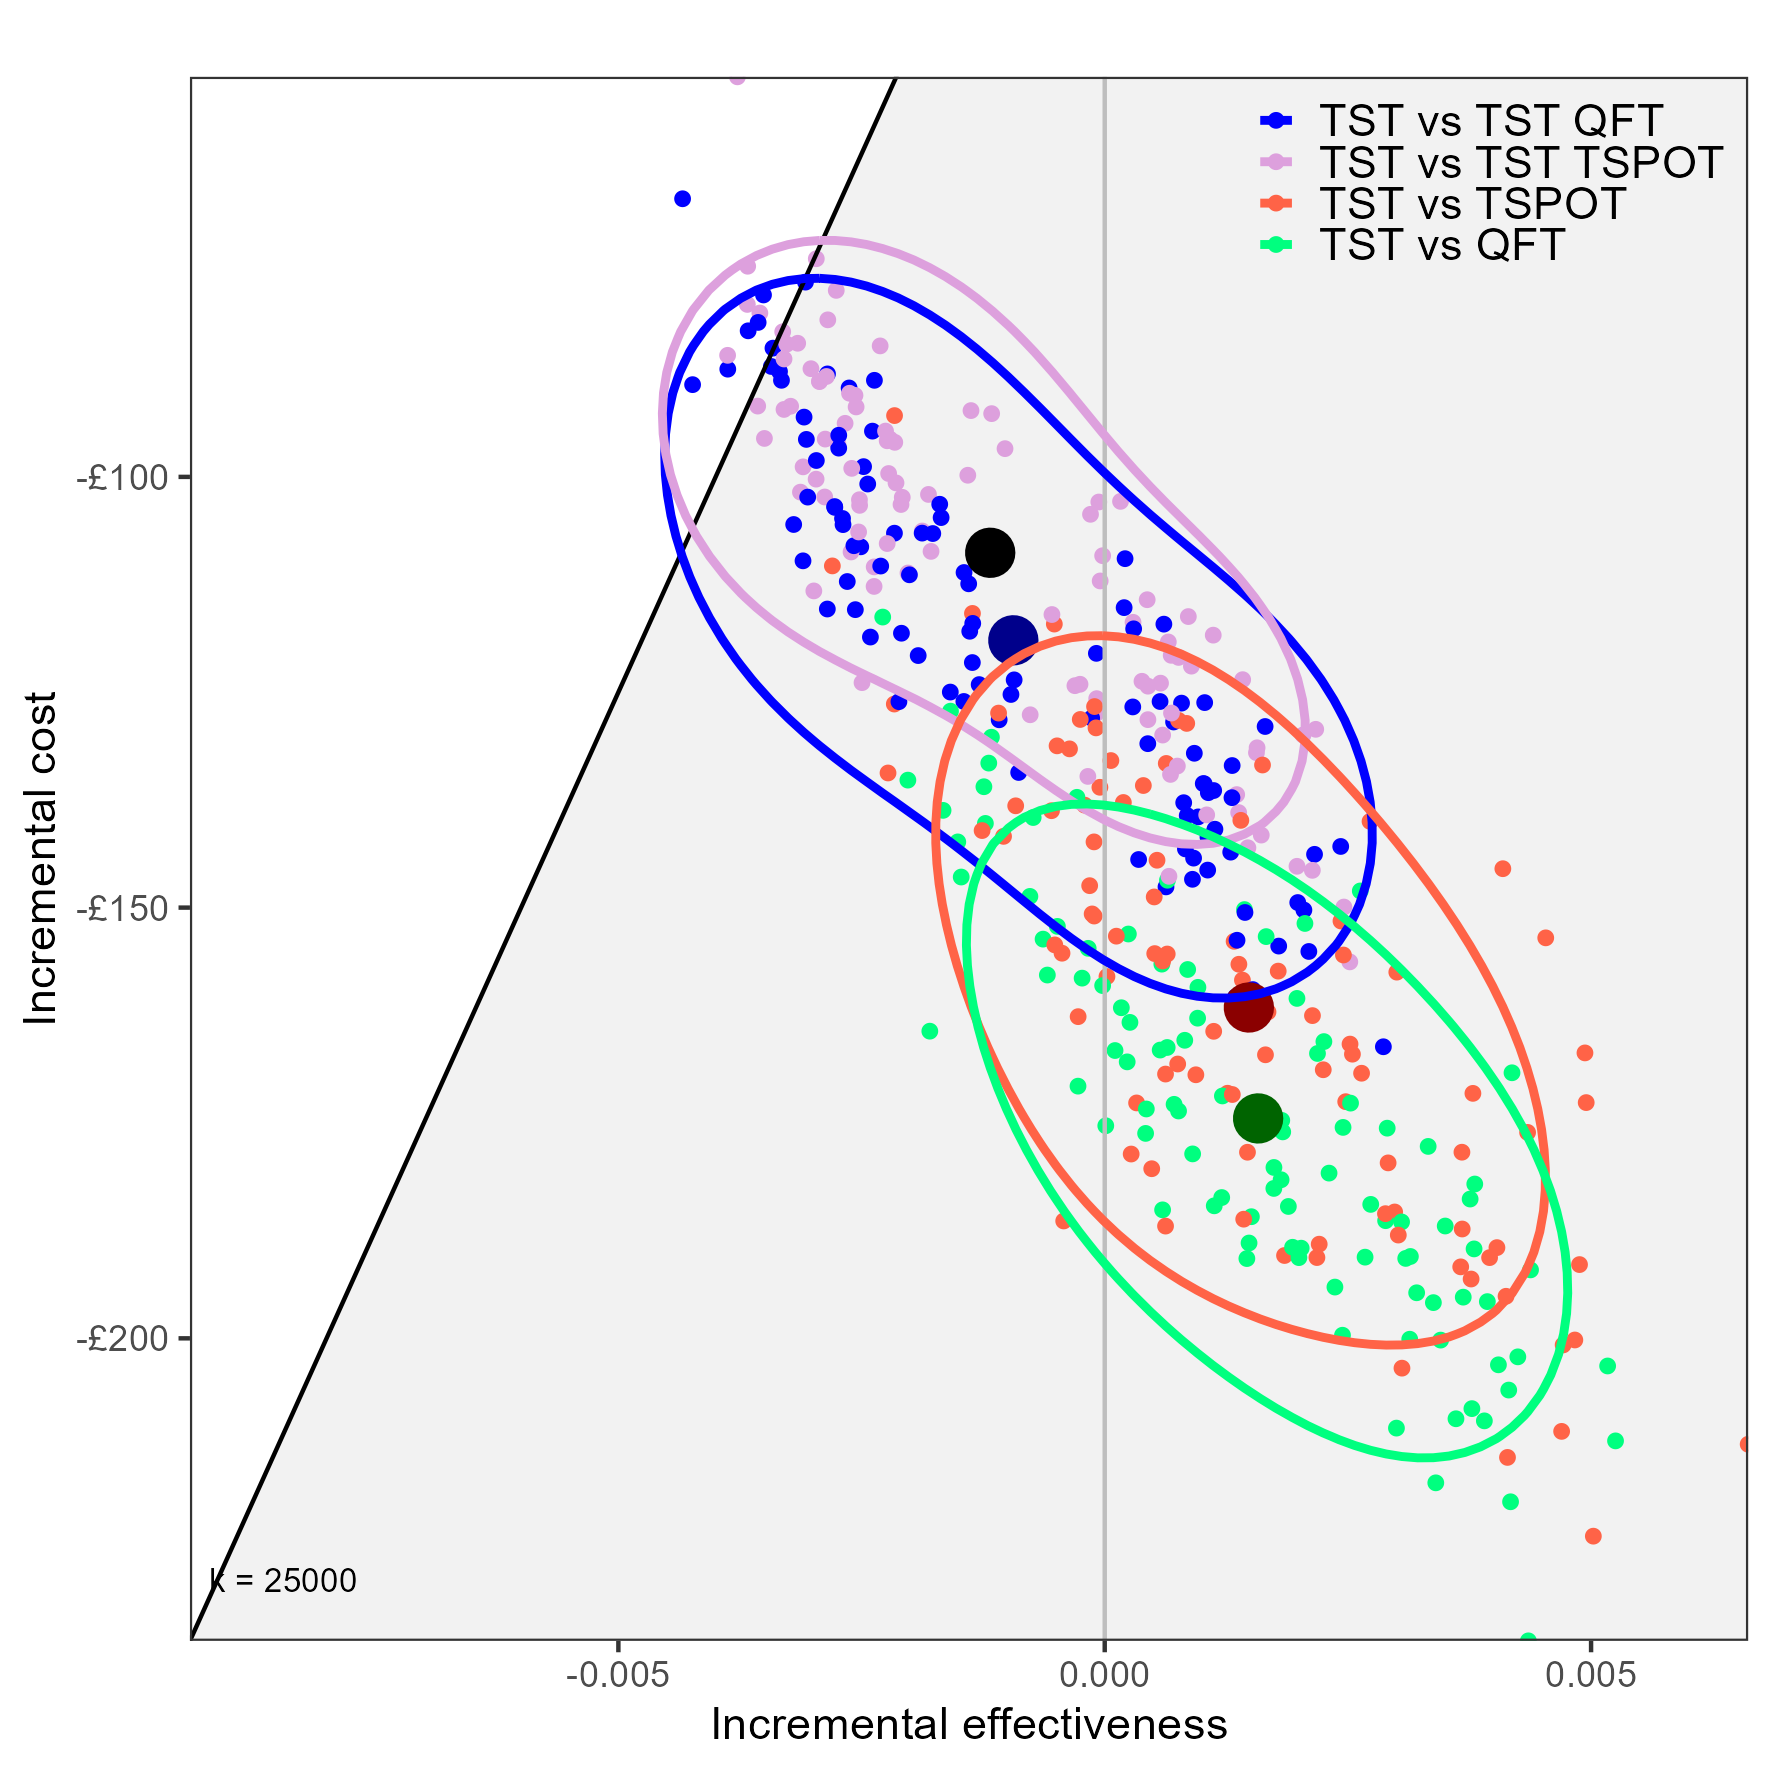 TST vs TST QFT
TST vs TST TSPOT
TST vs TSPOT
TST vs QFT
Incremental cost
-£100
-£150
-£200
k = 25000
-0.005
0.000
0.005
Incremental effectiveness